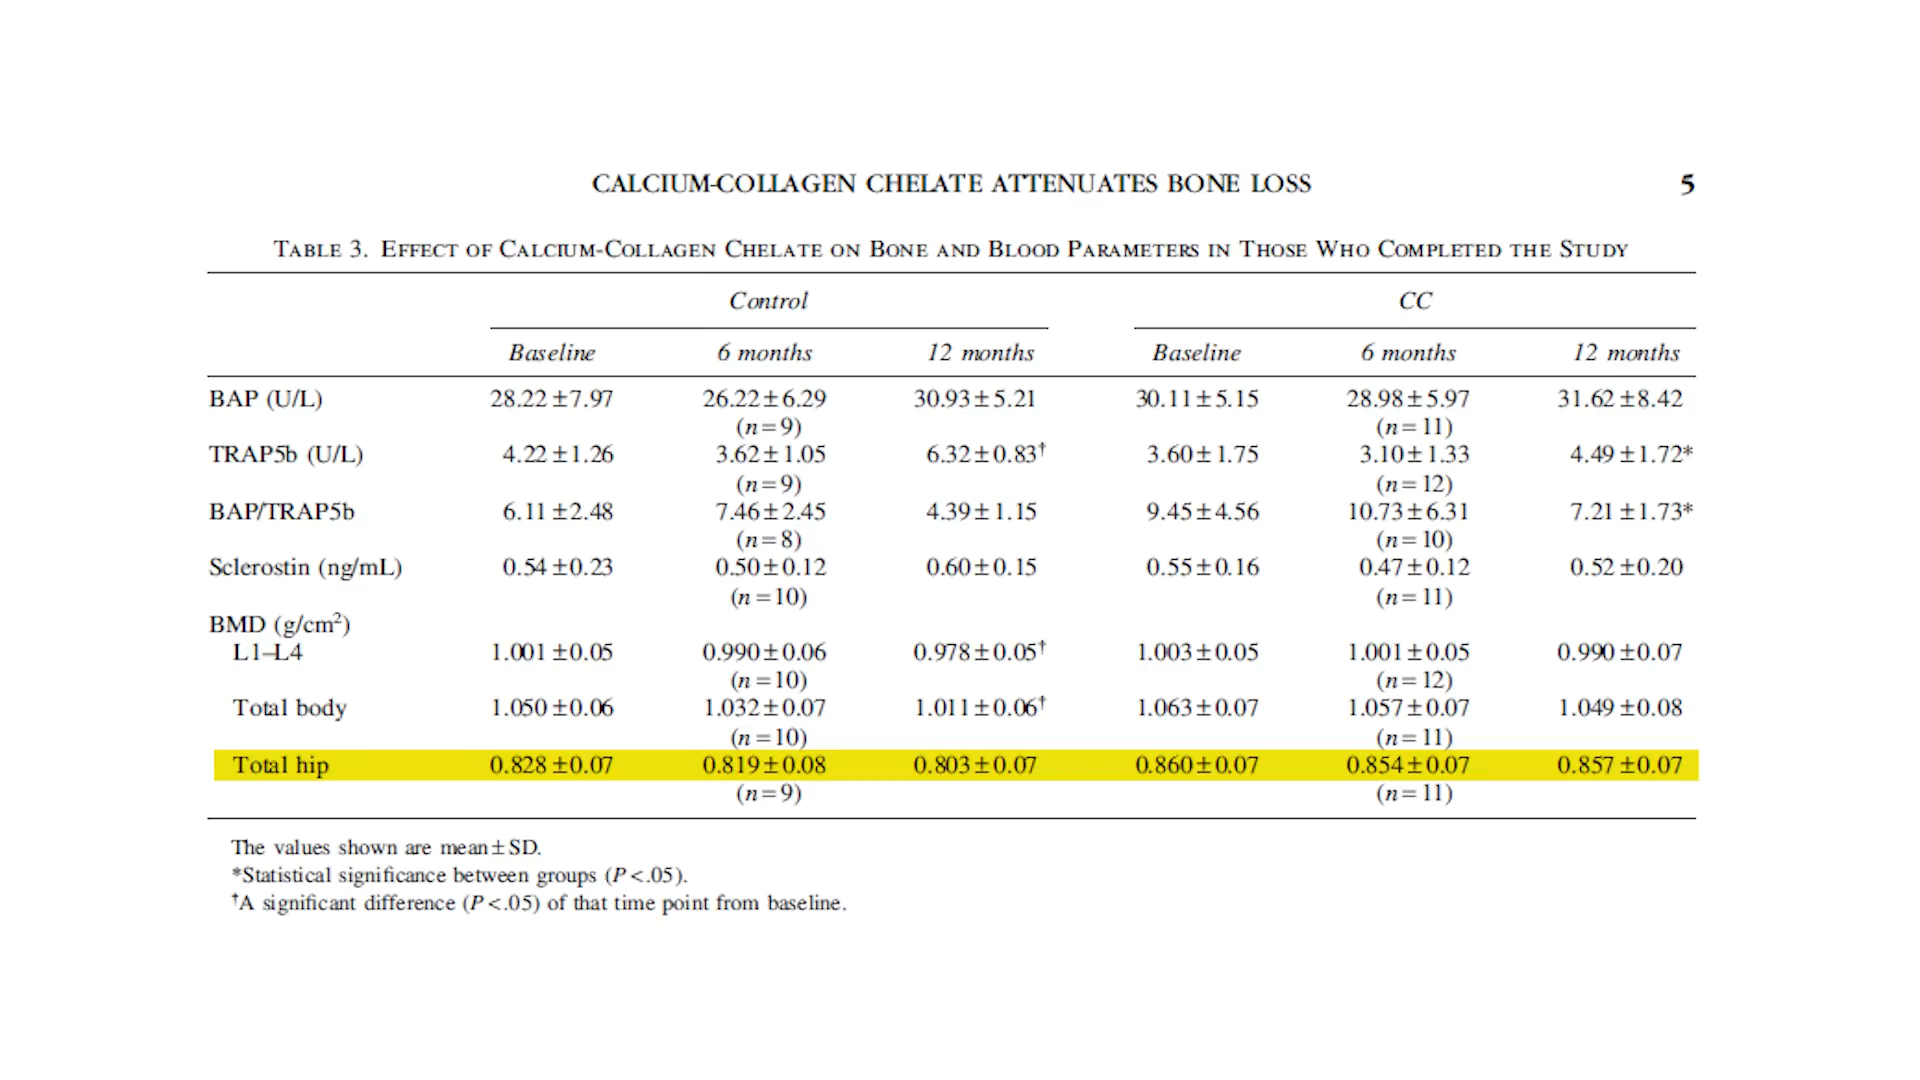 CALCIUM-COLLAGEN CHELATE ATTENUATES BONE LOSS 5
TABLE 3. EFFECT OF CALCIUM-COLLAGEN CHELATE ON BONE AND BLOOD PARAMETERS IN THOSE WHO COMPLETED THE STUDY
Control CC
Baseline 6 months 12 months Baseline 6 months 12 months
BAP (U/L) 28.22±7.97 26.22±6.29 30.93±5.21 30.11±5.15 28.98±5.97 31.62±8.42
(n=9) (n=11)
TRAP5b (U/L) 4.22±1.26 3.62±1.05 6.32±0.83† 3.60±1.75 3.10±1.33 4.49±1.72*
(n=9) (n=12)
BAP/TRAP5b 6.11±2.48 7.46±2.45 4.39±1.15 9.45±4.56 10.73±6.31 7.21±1.73*
(n=8) (n=10)
Sclerostin (ng/mL) 0.54±0.23 0.50±0.12 0.60±0.15 0.55±0.16 0.47±0.12 0.52±0.20
(n=10) (n=11)
BMD (g/cm²)
L1–L4 1.001±0.05 0.990±0.06 0.978±0.05† 1.003±0.05 1.001±0.05 0.990±0.07
(n=10) (n=12)
Total body 1.050±0.06 1.032±0.07 1.011±0.06† 1.063±0.07 1.057±0.07 1.049±0.08
(n=10) (n=11)
Total hip 0.828±0.07 0.819±0.08 0.803±0.07 0.860±0.07 0.854±0.07 0.857±0.07
(n=9) (n=11)
The values shown are mean±SD.
*Statistical significance between groups (P<.05).
†A significant difference (P<.05) of that time point from baseline.